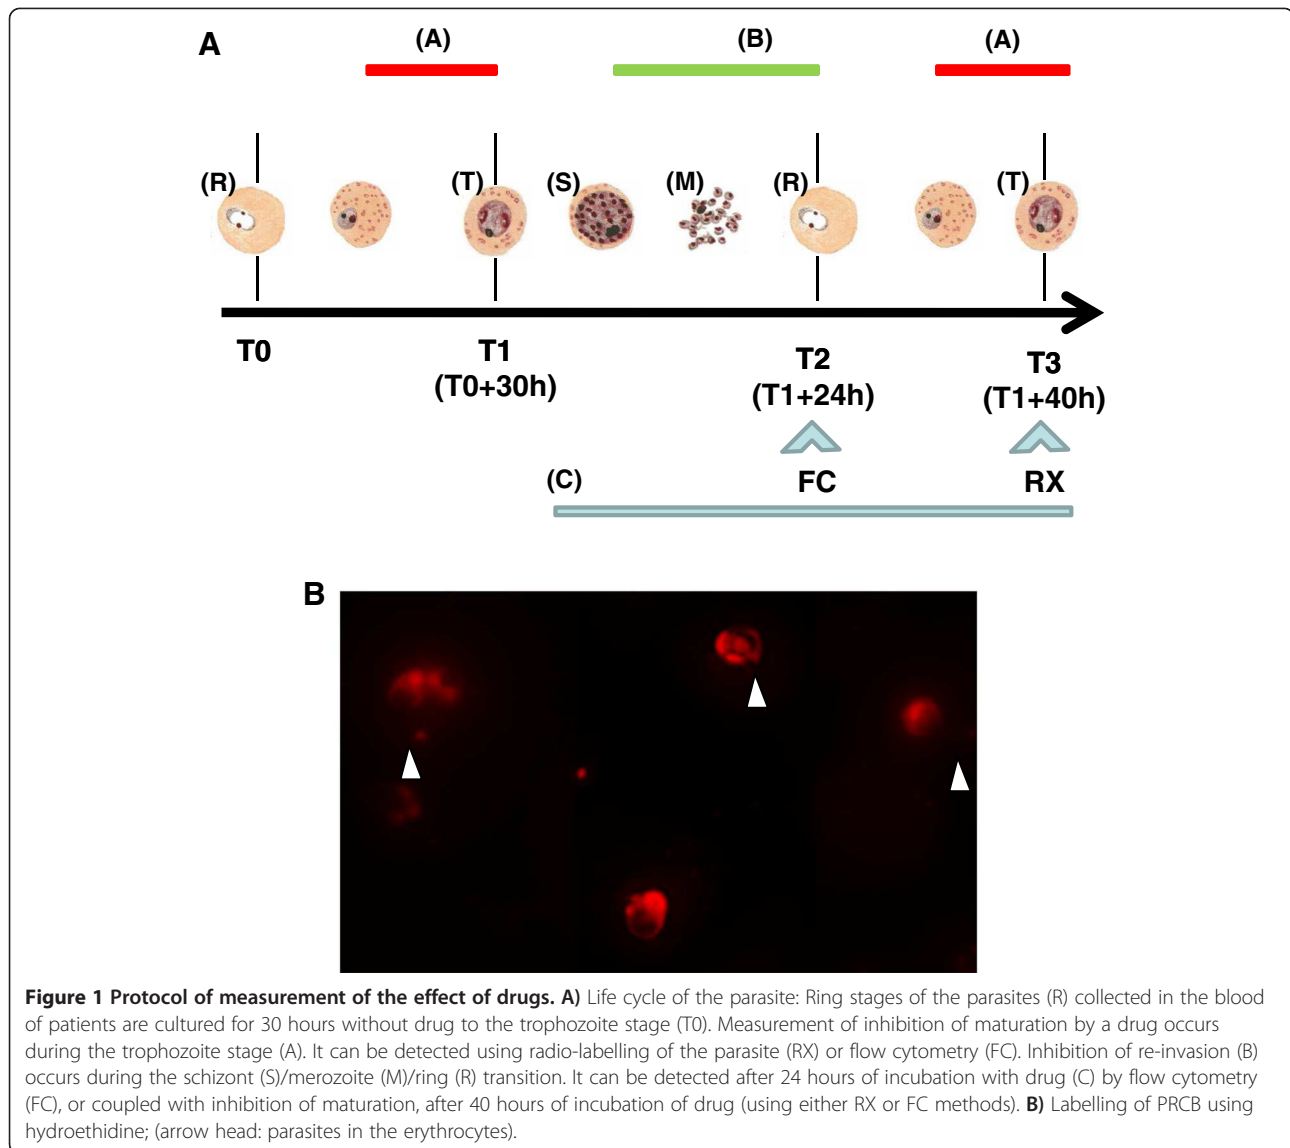 A
(A)
(B)
(A)
(R)
(T)
(S)
(M)
(R)
(T)
T0
T1
(T0+30h)
T2
(T1+24h)
T3
(T1+40h)
(C)
FC
RX
B
Figure 1 Protocol of measurement of the effect of drugs. A) Life cycle of the parasite: Ring stages of the parasites (R) collected in the blood
of patients are cultured for 30 hours without drug to the trophozoite stage (T0). Measurement of inhibition of maturation by a drug occurs
during the trophozoite stage (A). It can be detected using radio-labelling of the parasite (RX) or flow cytometry (FC). Inhibition of re-invasion (B)
occurs during the schizont (S)/merozoite (M)/ring (R) transition. It can be detected after 24 hours of incubation with drug (C) by flow cytometry
(FC), or coupled with inhibition of maturation, after 40 hours of incubation of drug (using either RX or FC methods). B) Labelling of PRCB using
hydroethidine; (arrow head: parasites in the erythrocytes).